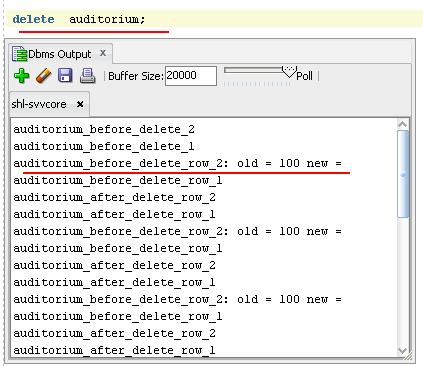 delete auditorium;
Dbms Output x
Buffer Size: 20000 Poll
shl-svvcore x
auditorium_before_delete_2
auditorium_before_delete_1
auditorium_before_delete_row_2: old = 100 new =
auditorium_before_delete_row_1
auditorium_after_delete_row_2
auditorium_after_delete_row_1
auditorium_before_delete_row_2: old = 100 new =
auditorium_before_delete_row_1
auditorium_after_delete_row_2
auditorium_after_delete_row_1
auditorium_before_delete_row_2: old = 100 new =
auditorium_before_delete_row_1
auditorium_after_delete_row_2
auditorium_after_delete_row_1